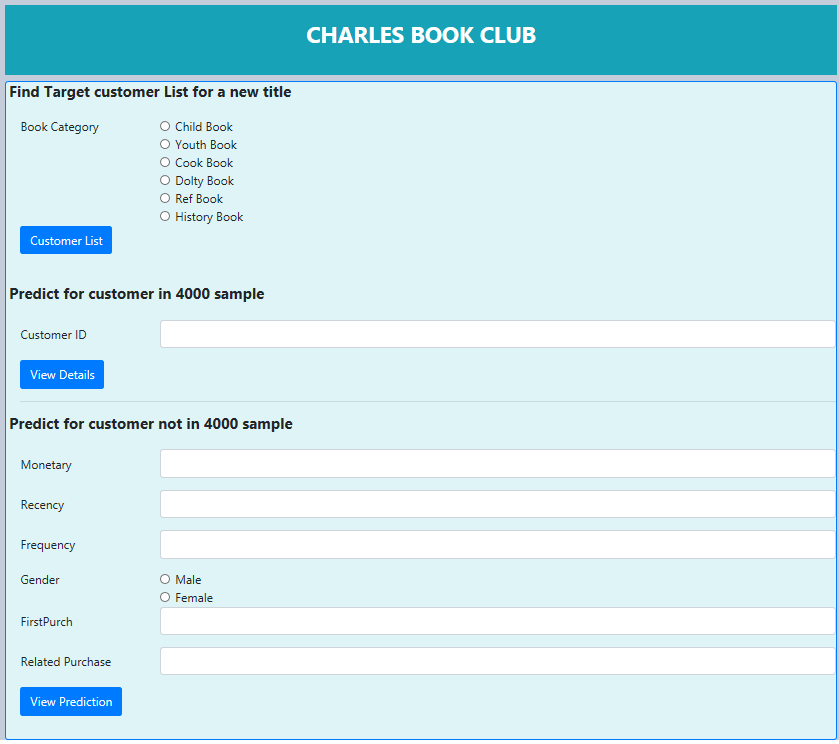 CHARLES BOOK CLUB
Find Target customer List for a new title
Book Category
Child Book
Youth Book
Cook Book
Dolty Book
Ref Book
History Book
Customer List
Predict for customer in 4000 sample
Customer ID
View Details
Predict for customer not in 4000 sample
Monetary
Recency
Frequency
Gender
Male
Female
FirstPurch
Related Purchase
View Prediction